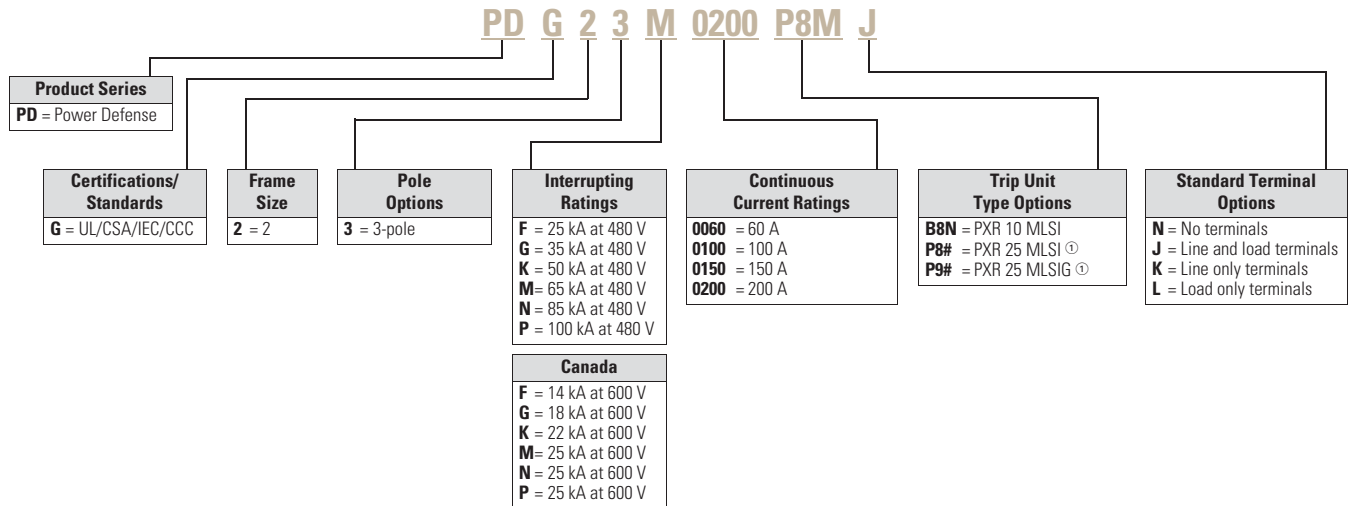 PD G 2 3 M 0200 P8M J
Product Series
PD = Power Defense
Certifications/
Standards
G = UL/CSA/IEC/CCC
Frame
Size
2 = 2
Pole
Options
3 = 3-pole
Interrupting
Ratings
F = 25 kA at 480 V
G = 35 kA at 480 V
K = 50 kA at 480 V
M= 65 kA at 480 V
N = 85 kA at 480 V
P = 100 kA at 480 V
Canada
F = 14 kA at 600 V
G = 18 kA at 600 V
K = 22 kA at 600 V
M= 25 kA at 600 V
N = 25 kA at 600 V
P = 25 kA at 600 V
Continuous
Current Ratings
0060 = 60 A
0100 = 100 A
0150 = 150 A
0200 = 200 A
Trip Unit
Type Options
B8N = PXR 10 MLSI
P8# = PXR 25 MLSI ①
P9# = PXR 25 MLSIG ①
Standard Terminal
Options
N = No terminals
J = Line and load terminals
K = Line only terminals
L = Load only terminals